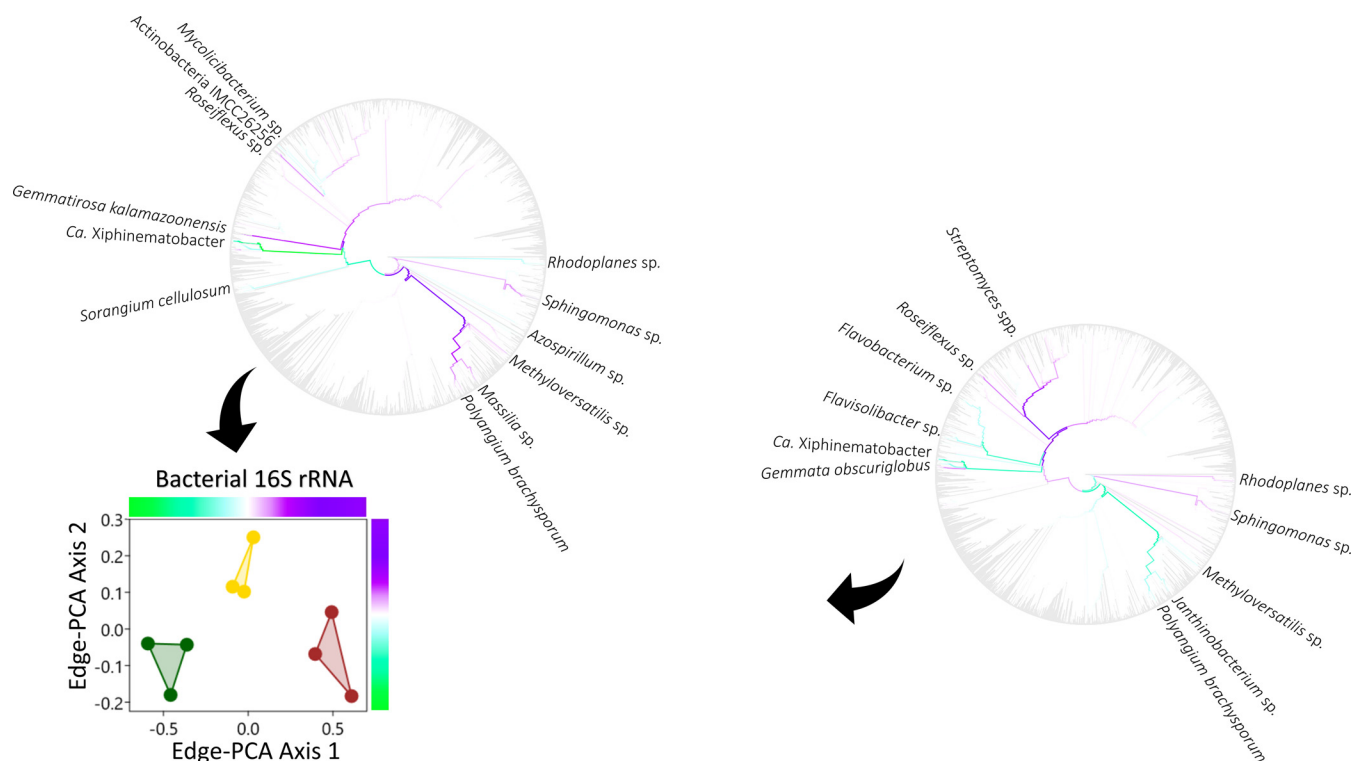 Mycolicibacterium sp.
Actinobacteria IMCC26256
Roseiflexus sp.
Gemmatirosa kalamazoonensis
Ca. Xiphinematobacter
Sorangium cellulosum
Rhodoplanes sp.
Sphingomonas sp.
Azospirillum sp.
Methyloversatilis sp.
Massilia sp.
Polyangium brachysporum
Streptomyces spp.
Roseiflexus sp.
Flavobacterium sp.
Flavisolibacter sp.
Ca. Xiphinematobacter
Gemmata obscuriglobus
Rhodoplanes sp.
Sphingomonas sp.
Methyloversatilis sp.
Janthinobacterium sp.
Polyangium brachysporum
Bacterial 16S rRNA
Edge-PCA Axis 2
0.3
0.2
0.1
0.0
-0.1
-0.2
-0.5
0.0
0.5
Edge-PCA Axis 1